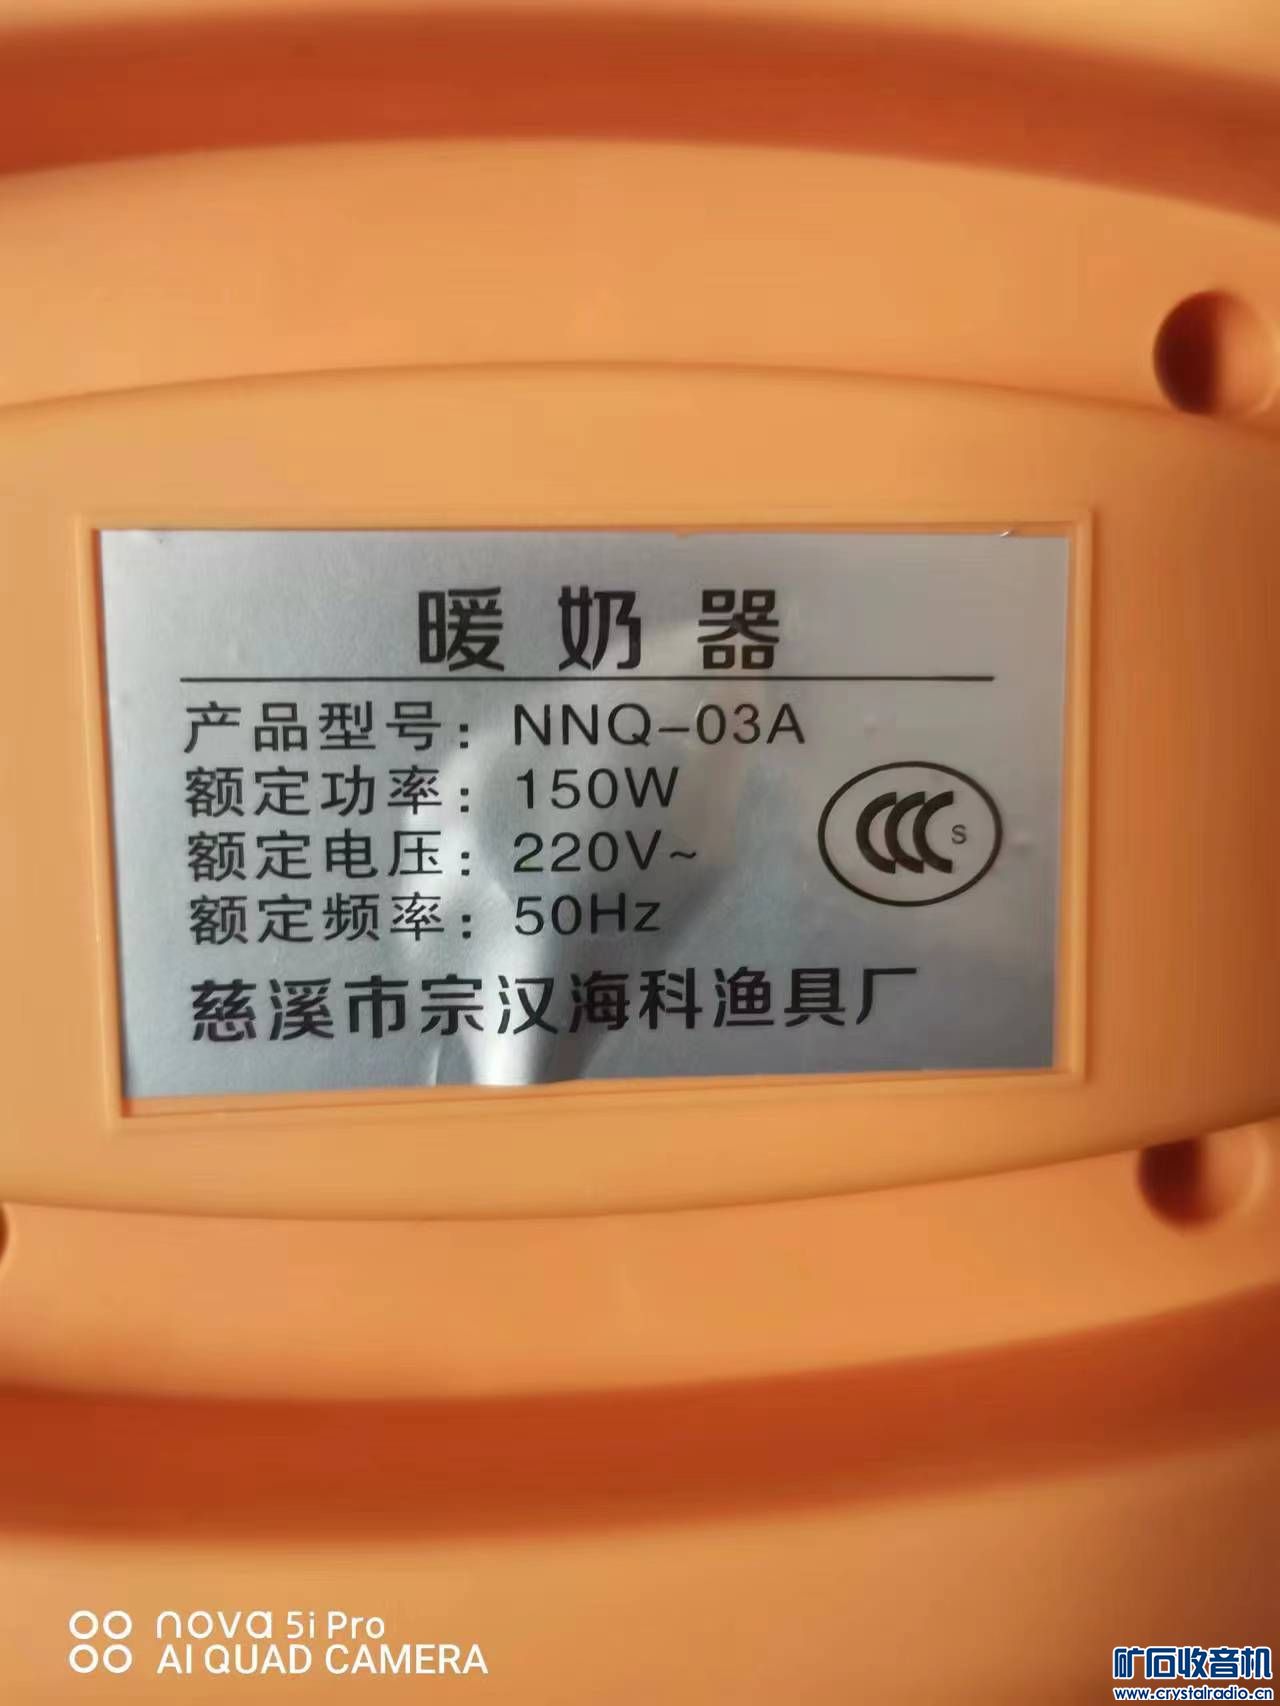 暖奶器
产品型号：NNQ-03A
额定功率：150W
额定电压：220V~
额定频率：50Hz
CCC S
慈溪市宗汉海科渔具厂
nova 5i Pro
AI QUAD CAMERA
矿石收音机
www.crystalradio.cn